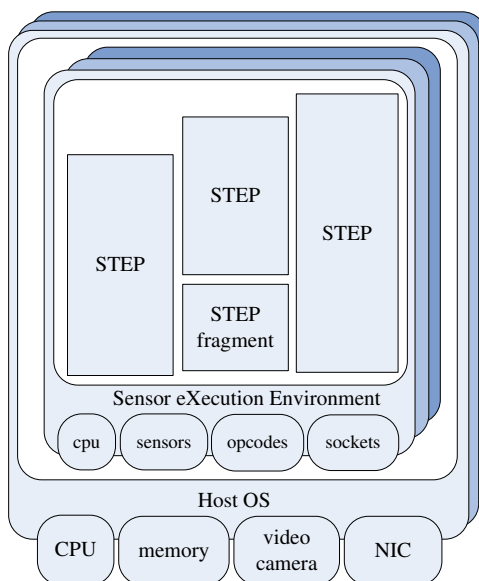 STEP
STEP
STEP
STEP
fragment
Sensor eXecution Environment
cpu
sensors
opcodes
sockets
Host OS
CPU
memory
video
camera
NIC